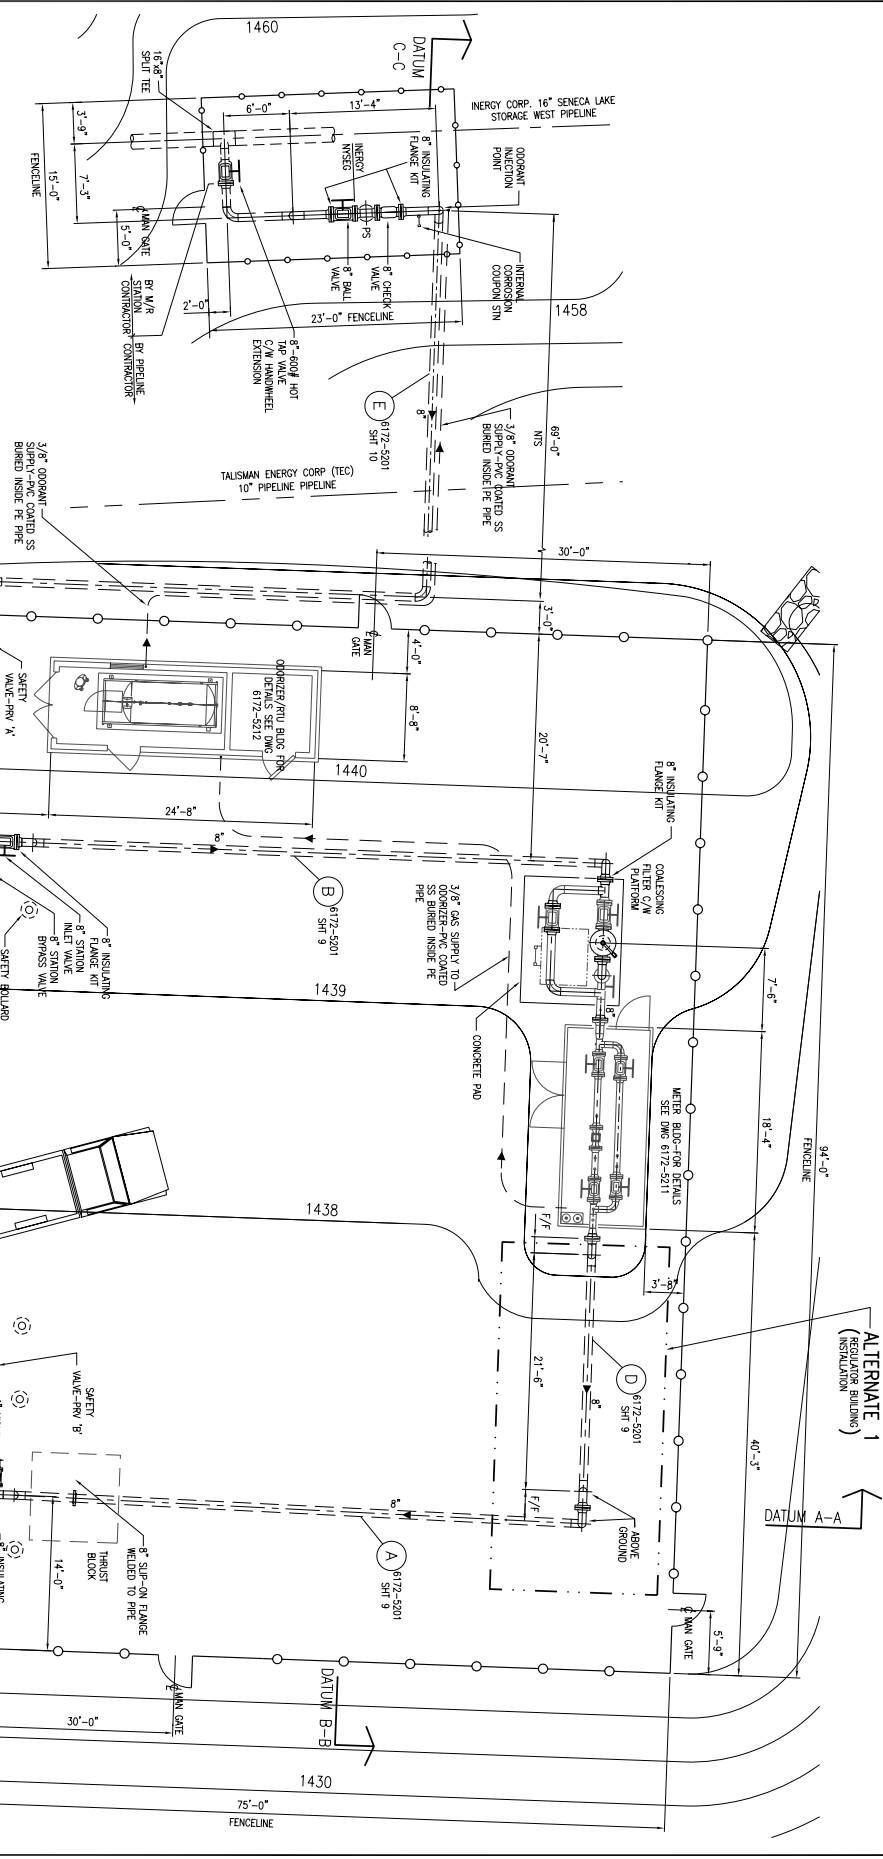 1460
DATUM
C-C
16"x8"
SPLIT TEE
6'-0"
13'-4"
INERGY CORP. 16" SENECA LAKE
STORAGE WEST PIPELINE
3'-9"
7'-3"
15'-0"
FENCELINE
5'-0"
℄ MAN GATE
INERGY
NYSEG
8" INSULATING
FLANGE KIT
ODORANT
INJECTION
POINT
PS
8" BALL
VALVE
8" CHECK
VALVE
INTERNAL
CORROSION
COUPON STN
2'-0"
23'-0" FENCELINE
1458
BY M/R
STATION
CONTRACTOR
BY PIPELINE
CONTRACTOR
8"-600# HOT
TAP VALVE
C/W HANDWHEEL
EXTENSION
E
6172-5201
SHT 10
8"
3/8" ODORANT
SUPPLY-PVC COATED SS
BURIED INSIDE PE PIPE
69'-0"
NTS
TALISMAN ENERGY CORP (TEC)
10" PIPELINE PIPELINE
3/8" ODORANT
SUPPLY-PVC COATED SS
BURIED INSIDE PE PIPE
30'-0"
3'-0"
℄ MAN
GATE
4'-0"
8'-8"
20'-7"
SAFETY
VALVE-PRV 'A'
ODORIZER/RTU BLDG FOR
DETAILS SEE DWG
6172-5212
1440
24'-8"
8"
B
6172-5201
SHT 9
8" INSULATING
FLANGE KIT
COALESCING
FILTER C/W
PLATFORM
3/8" GAS SUPPLY TO
ODORIZER-PVC COATED
SS BURIED INSIDE PE
PIPE
8" INSULATING
FLANGE KIT
8" STATION
INLET VALVE
8" STATION
BYPASS VALVE
SAFETY BOLLARD
1439
CONCRETE PAD
8"
7'-6"
18'-4"
METER BLDG-FOR DETAILS
SEE DWG 6172-5211
94'-0"
FENCELINE
1438
F/F
3'-8"
ALTERNATE 1
(REGULATOR BUILDING)
INSTALLATION
21'-6"
D
6172-5201
SHT 9
8"
40'-3"
F/F
ABOVE
GROUND
DATUM A-A
SAFETY
VALVE-PRV 'B'
8"
A
6172-5201
SHT 9
8" SLIP-ON FLANGE
WELDED TO PIPE
THRUST
BLOCK
14'-0"
8" INSULATING
℄ MAN GATE
5'-9"
℄ MAN GATE
30'-0"
DATUM B-B
1430
75'-0"
FENCELINE